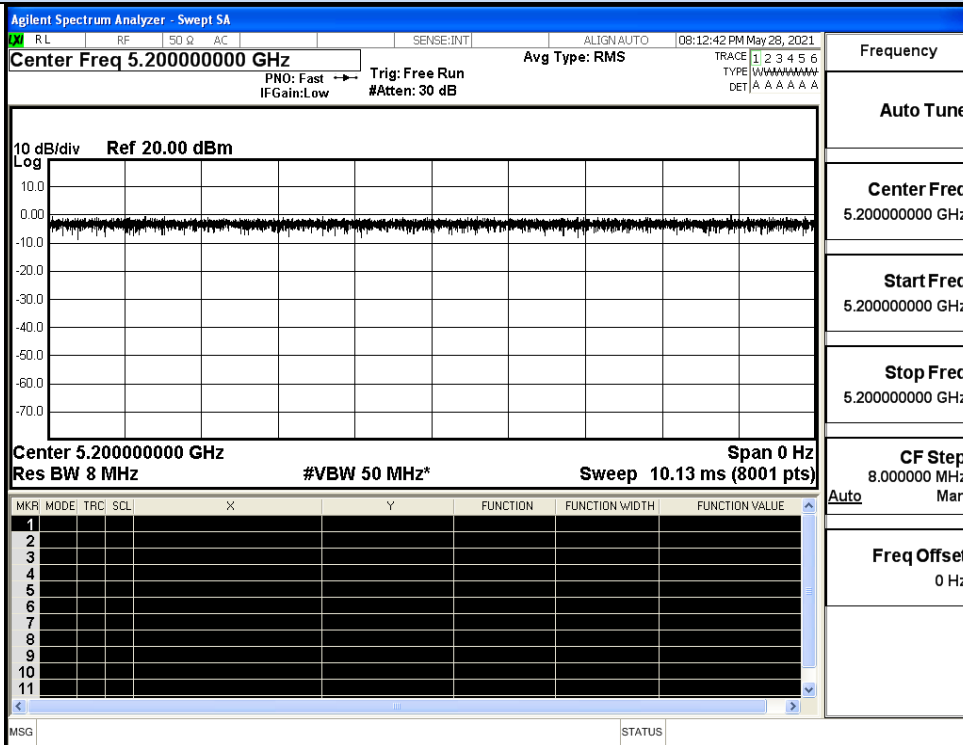 Agilent Spectrum Analyzer - Swept SA
LXI RL RF 50 Ω AC SENSE:INT ALIGN AUTO 08:12:42 PM May 28, 2021
Center Freq 5.200000000 GHz
PNO: Fast
IFGain:Low
Trig: Free Run
#Atten: 30 dB
Avg Type: RMS
TRACE 1 2 3 4 5 6
TYPE WWWWWW
DET A A A A A A
10 dB/div Ref 20.00 dBm
Log
10.0
0.00
-10.0
-20.0
-30.0
-40.0
-50.0
-60.0
-70.0
Center 5.200000000 GHz Span 0 Hz
Res BW 8 MHz #VBW 50 MHz* Sweep 10.13 ms (8001 pts)
MKR MODE TRC SCL X Y FUNCTION FUNCTION WIDTH FUNCTION VALUE
1
2
3
4
5
6
7
8
9
10
11
MSG STATUS
Frequency
Auto Tune
Center Freq
5.200000000 GHz
Start Freq
5.200000000 GHz
Stop Freq
5.200000000 GHz
CF Step
8.000000 MHz
Auto Man
Freq Offset
0 Hz